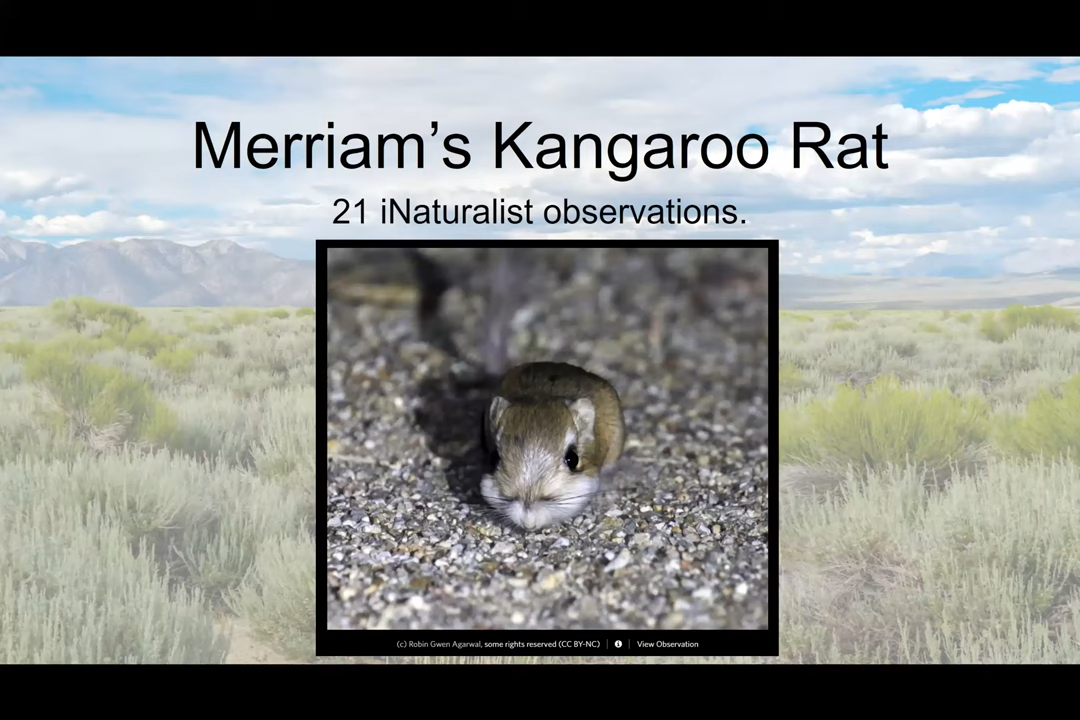 Merriam’s Kangaroo Rat
21 iNaturalist observations.
(c) Robin Gwen Agarwal, some rights reserved (CC BY-NC) | View Observation